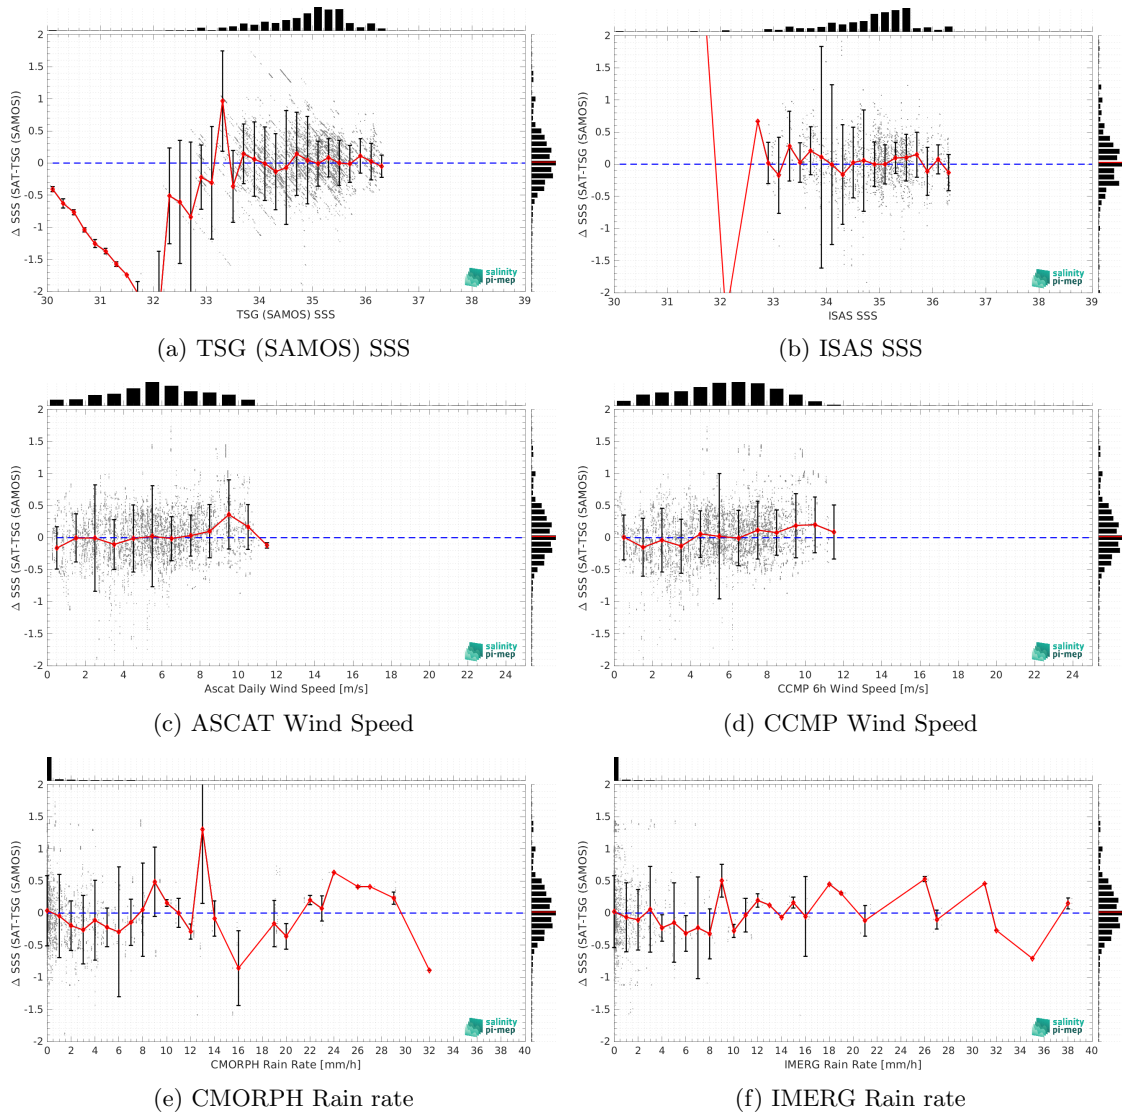 2
1.5
1
0.5
0
-0.5
-1
-1.5
-2
Δ SSS (SAT-TSG (SAMOS))
30 31 32 33 34 35 36 37 38 39
TSG (SAMOS) SSS
salinity
pi-mep
(a) TSG (SAMOS) SSS
2
1.5
1
0.5
0
-0.5
-1
-1.5
-2
Δ SSS (SAT-TSG (SAMOS))
30 31 32 33 34 35 36 37 38 39
ISAS SSS
salinity
pi-mep
(b) ISAS SSS
2
1.5
1
0.5
0
-0.5
-1
-1.5
-2
Δ SSS (SAT-TSG (SAMOS))
0 2 4 6 8 10 12 14 16 18 20 22 24
Ascat Daily Wind Speed [m/s]
salinity
pi-mep
(c) ASCAT Wind Speed
2
1.5
1
0.5
0
-0.5
-1
-1.5
-2
Δ SSS (SAT-TSG (SAMOS))
0 2 4 6 8 10 12 14 16 18 20 22 24
CCMP 6h Wind Speed [m/s]
salinity
pi-mep
(d) CCMP Wind Speed
2
1.5
1
0.5
0
-0.5
-1
-1.5
-2
Δ SSS (SAT-TSG (SAMOS))
0 2 4 6 8 10 12 14 16 18 20 22 24 26 28 30 32 34 36 38 40
CMORPH Rain Rate [mm/h]
salinity
pi-mep
(e) CMORPH Rain rate
2
1.5
1
0.5
0
-0.5
-1
-1.5
-2
Δ SSS (SAT-TSG (SAMOS))
0 2 4 6 8 10 12 14 16 18 20 22 24 26 28 30 32 34 36 38 40
IMERG Rain Rate [mm/h]
salinity
pi-mep
(f) IMERG Rain rate